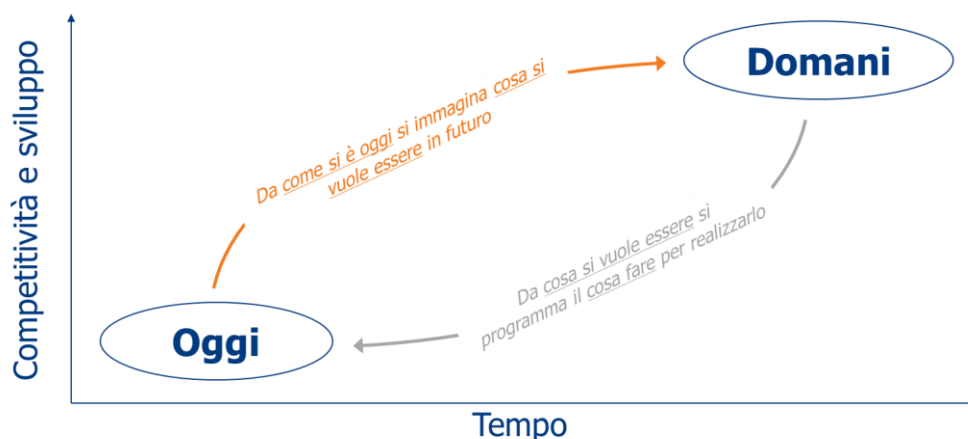 Competitività e sviluppo
Domani
Da come si è oggi si immagina cosa si
vuole essere in futuro
Da cosa si vuole essere si
programma il cosa fare per realizzarlo
Oggi
Tempo